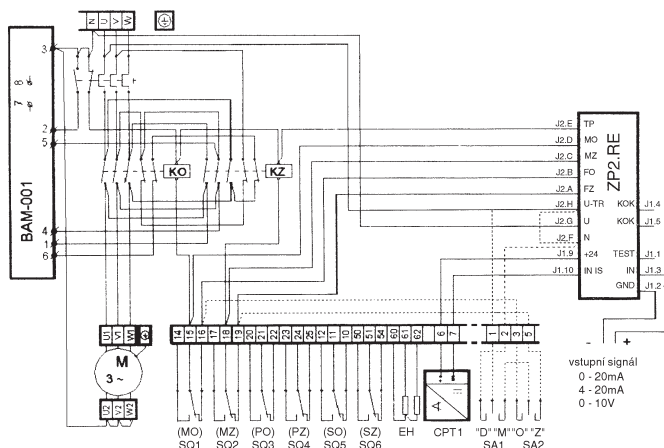 N U V W
BAM-001
3
8
7
2
5
4
1
6
KO
KZ
ZP2.RE
J2.E TP
J2.D MO
J2.C MZ
J2.B FO
J2.A FZ
J2.H U-TR KOK J1.4
J2.G U KOK J1.5
J2.F N
J1.9 +24 TEST J1.1
J1.10 IN IS IN J1.3
GND J1.2
- +
vstupní signál
0 - 20mA
4 - 20mA
0 - 10V
U1 V1 W1
M
3 ~
U2 V2 W2
14 15 16 17 18 19 20 21 22 23 24 25 12 11 10 50 51 54 60 61 62 6 7 1 2 3 5
(MO) (MZ) (PO) (PZ) (SO) (SZ) EH CPT1 "D" "M" "O" "Z"
SQ1 SQ2 SQ3 SQ4 SQ5 SQ6 SA1 SA2